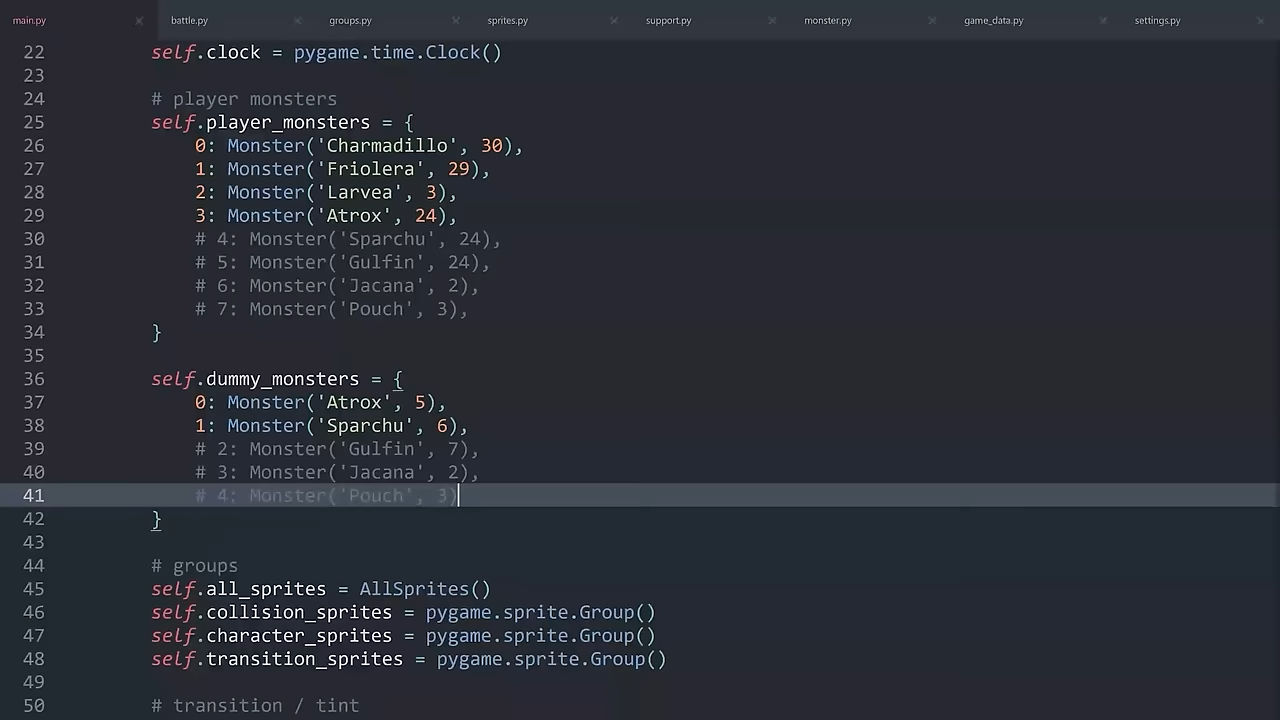 main.py battle.py groups.py sprites.py support.py monster.py game_data.py settings.py
22 self.clock = pygame.time.Clock()
23
24 # player monsters
25 self.player_monsters = {
26 0: Monster('Charmadillo', 30),
27 1: Monster('Friolera', 29),
28 2: Monster('Larvea', 3),
29 3: Monster('Atrox', 24),
30 # 4: Monster('Sparchu', 24),
31 # 5: Monster('Gulfin', 24),
32 # 6: Monster('Jacana', 2),
33 # 7: Monster('Pouch', 3),
34 }
35
36 self.dummy_monsters = {
37 0: Monster('Atrox', 5),
38 1: Monster('Sparchu', 6),
39 # 2: Monster('Gulfin', 7),
40 # 3: Monster('Jacana', 2),
41 # 4: Monster('Pouch', 3)
42 }
43
44 # groups
45 self.all_sprites = AllSprites()
46 self.collision_sprites = pygame.sprite.Group()
47 self.character_sprites = pygame.sprite.Group()
48 self.transition_sprites = pygame.sprite.Group()
49
50 # transition / tint